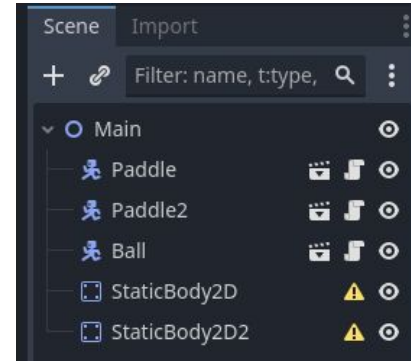 Scene Import
Filter: name, t:type,
Main
Paddle
Paddle2
Ball
StaticBody2D
StaticBody2D2